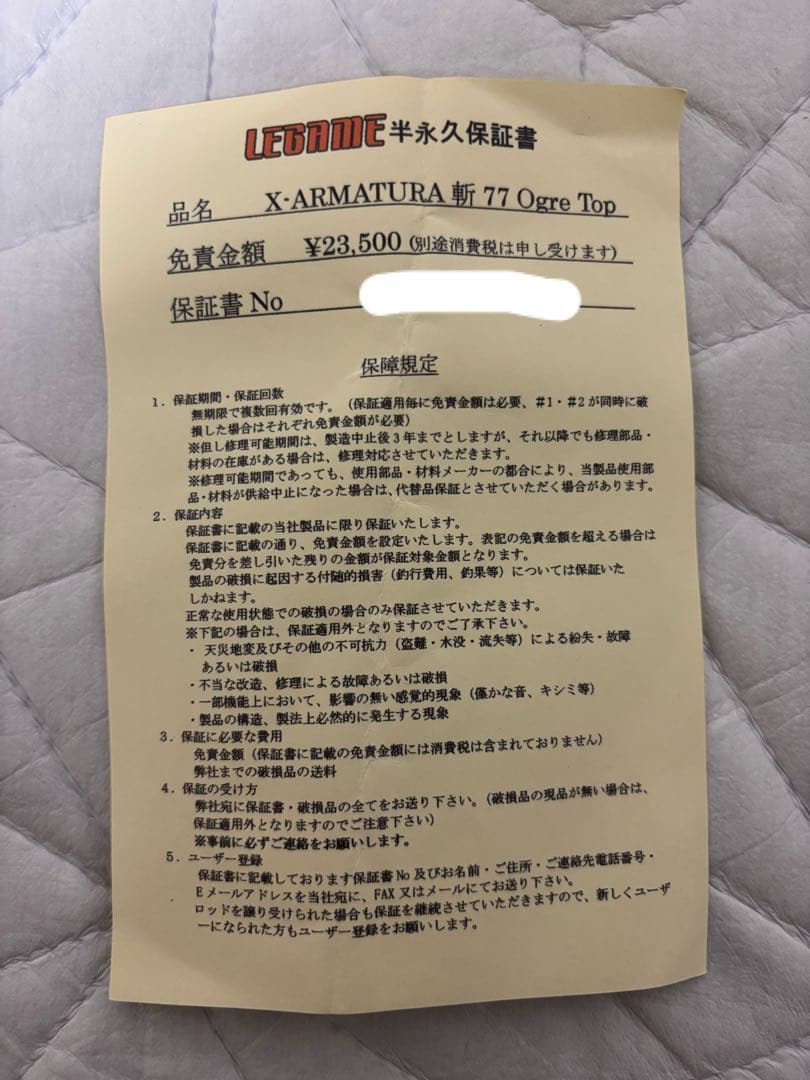 LEGAME 半永久保証書
品名 X-ARMATURA 斬 77 Ogre Top
免責金額 ¥23,500 (別途消費税は申し受けます)
保証書 No
保障規定
1．保証期間・保証回数
無期限で複数回有効です。（保証適用毎に免責金額は必要、＃1・＃2が同時に破
損した場合はそれぞれ免責金額が必要）
※但し修理可能期間は、製造中止後3年までとしますが、それ以降でも修理部品・
材料の在庫がある場合は、修理対応させていただきます。
※修理可能期間であっても、使用部品・材料メーカーの都合により、当製品使用部
品・材料が供給中止になった場合は、代替品保証とさせていただく場合があります。
2．保証内容
保証書に記載の当社製品に限り保証いたします。
保証書に記載の通り、免責金額を設定いたします。表記の免責金額を超える場合は
免責分を差し引いた残りの金額が保証対象金額となります。
製品の破損に起因する付随的損害（釣行費用、釣果等）については保証いた
しかねます。
正常な使用状態での破損の場合のみ保証させていただきます。
※下記の場合は、保証適用外となりますのでご了承下さい。
・ 天災地変及びその他の不可抗力（盗難・水没・流失等）による紛失・故障
あるいは破損
・不当な改造、修理による故障あるいは破損
・一部機能上において、影響の無い感覚的現象（僅かな音、キシミ等）
・製品の構造、製法上必然的に発生する現象
3．保証に必要な費用
免責金額（保証書に記載の免責金額には消費税は含まれておりません）
弊社までの破損品の送料
4．保証の受け方
弊社宛に保証書・破損品の全てをお送り下さい。（破損品の現品が無い場合は、
保証適用外となりますのでご注意下さい）
※事前に必ずご連絡をお願いします。
5．ユーザー登録
保証書に記載しております保証書No及びお名前・ご住所・ご連絡先電話番号・
Eメールアドレスを当社宛に、FAX又はメールにてお送り下さい。
ロッドを譲り受けられた場合も保証を継続させていただきますので、新しくユーザ
ーになられた方もユーザー登録をお願いします。